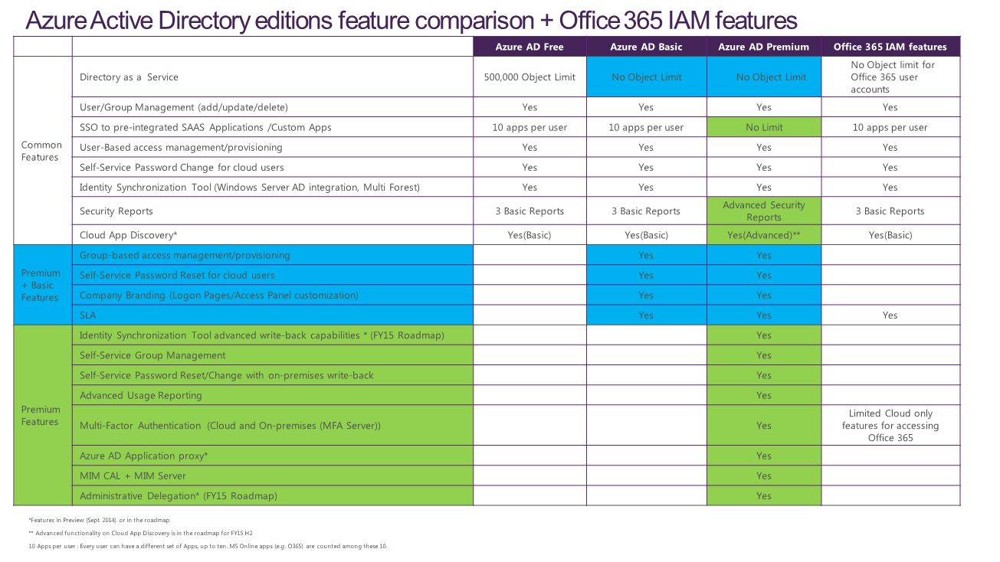 Azure Active Directory editions feature comparison + Office 365 IAM features
Azure AD Free Azure AD Basic Azure AD Premium Office 365 IAM features
Common
Features
Directory as a Service 500,000 Object Limit No Object Limit No Object Limit No Object limit for
Office 365 user
accounts
User/Group Management (add/update/delete) Yes Yes Yes Yes
SSO to pre-integrated SAAS Applications /Custom Apps 10 apps per user 10 apps per user No Limit 10 apps per user
User-Based access management/provisioning Yes Yes Yes Yes
Self-Service Password Change for cloud users Yes Yes Yes Yes
Identity Synchronization Tool (Windows Server AD integration, Multi Forest) Yes Yes Yes Yes
Security Reports 3 Basic Reports 3 Basic Reports Advanced Security
Reports 3 Basic Reports
Cloud App Discovery* Yes(Basic) Yes(Basic) Yes(Advanced)** Yes(Basic)
Premium
+ Basic
Features
Group-based access management/provisioning Yes Yes
Self-Service Password Reset for cloud users Yes Yes
Company Branding (Logon Pages/Access Panel customization) Yes Yes
SLA Yes Yes Yes
Premium
Features
Identity Synchronization Tool advanced write-back capabilities * (FY15 Roadmap) Yes
Self-Service Group Management Yes
Self-Service Password Reset/Change with on-premises write-back Yes
Advanced Usage Reporting Yes
Multi-Factor Authentication (Cloud and On-premises (MFA Server)) Yes Limited Cloud only
features for accessing
Office 365
Azure AD Application proxy* Yes
MIM CAL + MIM Server Yes
Administrative Delegation* (FY15 Roadmap) Yes
*Features in Preview (Sept 2014) or in the roadmap
** Advanced functionality on Cloud App Discovery is in the roadmap for FY15 H2
10 Apps per user : Every user can have a different set of Apps, up to ten. MS Online apps (e.g. O365) are counted among these 10.